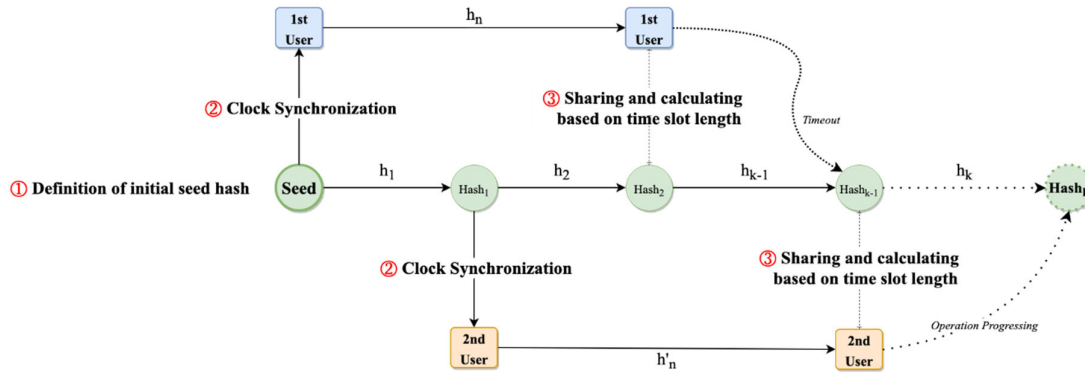 1st
User
h_n
1st
User
② Clock Synchronization
③ Sharing and calculating
based on time slot length
Timeout
① Definition of initial seed hash
Seed
h_1
Hash_1
h_2
Hash_2
h_{k-1}
Hash_{k-1}
h_k
② Clock Synchronization
③ Sharing and calculating
based on time slot length
Operation Progressing
2nd
User
h'_n
2nd
User